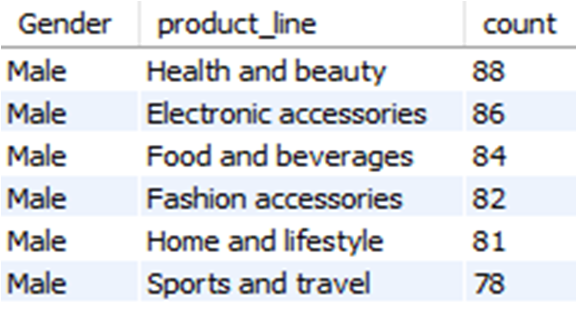 Gender product_line count
Male Health and beauty 88
Male Electronic accessories 86
Male Food and beverages 84
Male Fashion accessories 82
Male Home and lifestyle 81
Male Sports and travel 78